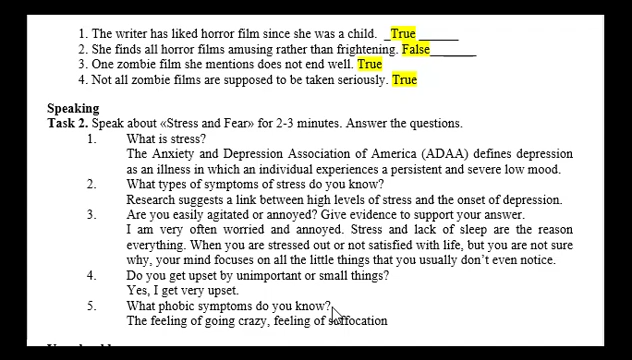 1. The writer has liked horror film since she was a child. _True______
2. She finds all horror films amusing rather than frightening. False_______
3. One zombie film she mentions does not end well. True
4. Not all zombie films are supposed to be taken seriously. True
Speaking
Task 2. Speak about «Stress and Fear» for 2-3 minutes. Answer the questions.
1. What is stress?
The Anxiety and Depression Association of America (ADAA) defines depression
as an illness in which an individual experiences a persistent and severe low mood.
2. What types of symptoms of stress do you know?
Research suggests a link between high levels of stress and the onset of depression.
3. Are you easily agitated or annoyed? Give evidence to support your answer.
I am very often worried and annoyed. Stress and lack of sleep are the reason
everything. When you are stressed out or not satisfied with life, but you are not sure
why, your mind focuses on all the little things that you usually don't even notice.
4. Do you get upset by unimportant or small things?
Yes, I get very upset.
5. What phobic symptoms do you know?
The feeling of going crazy, feeling of suffocation